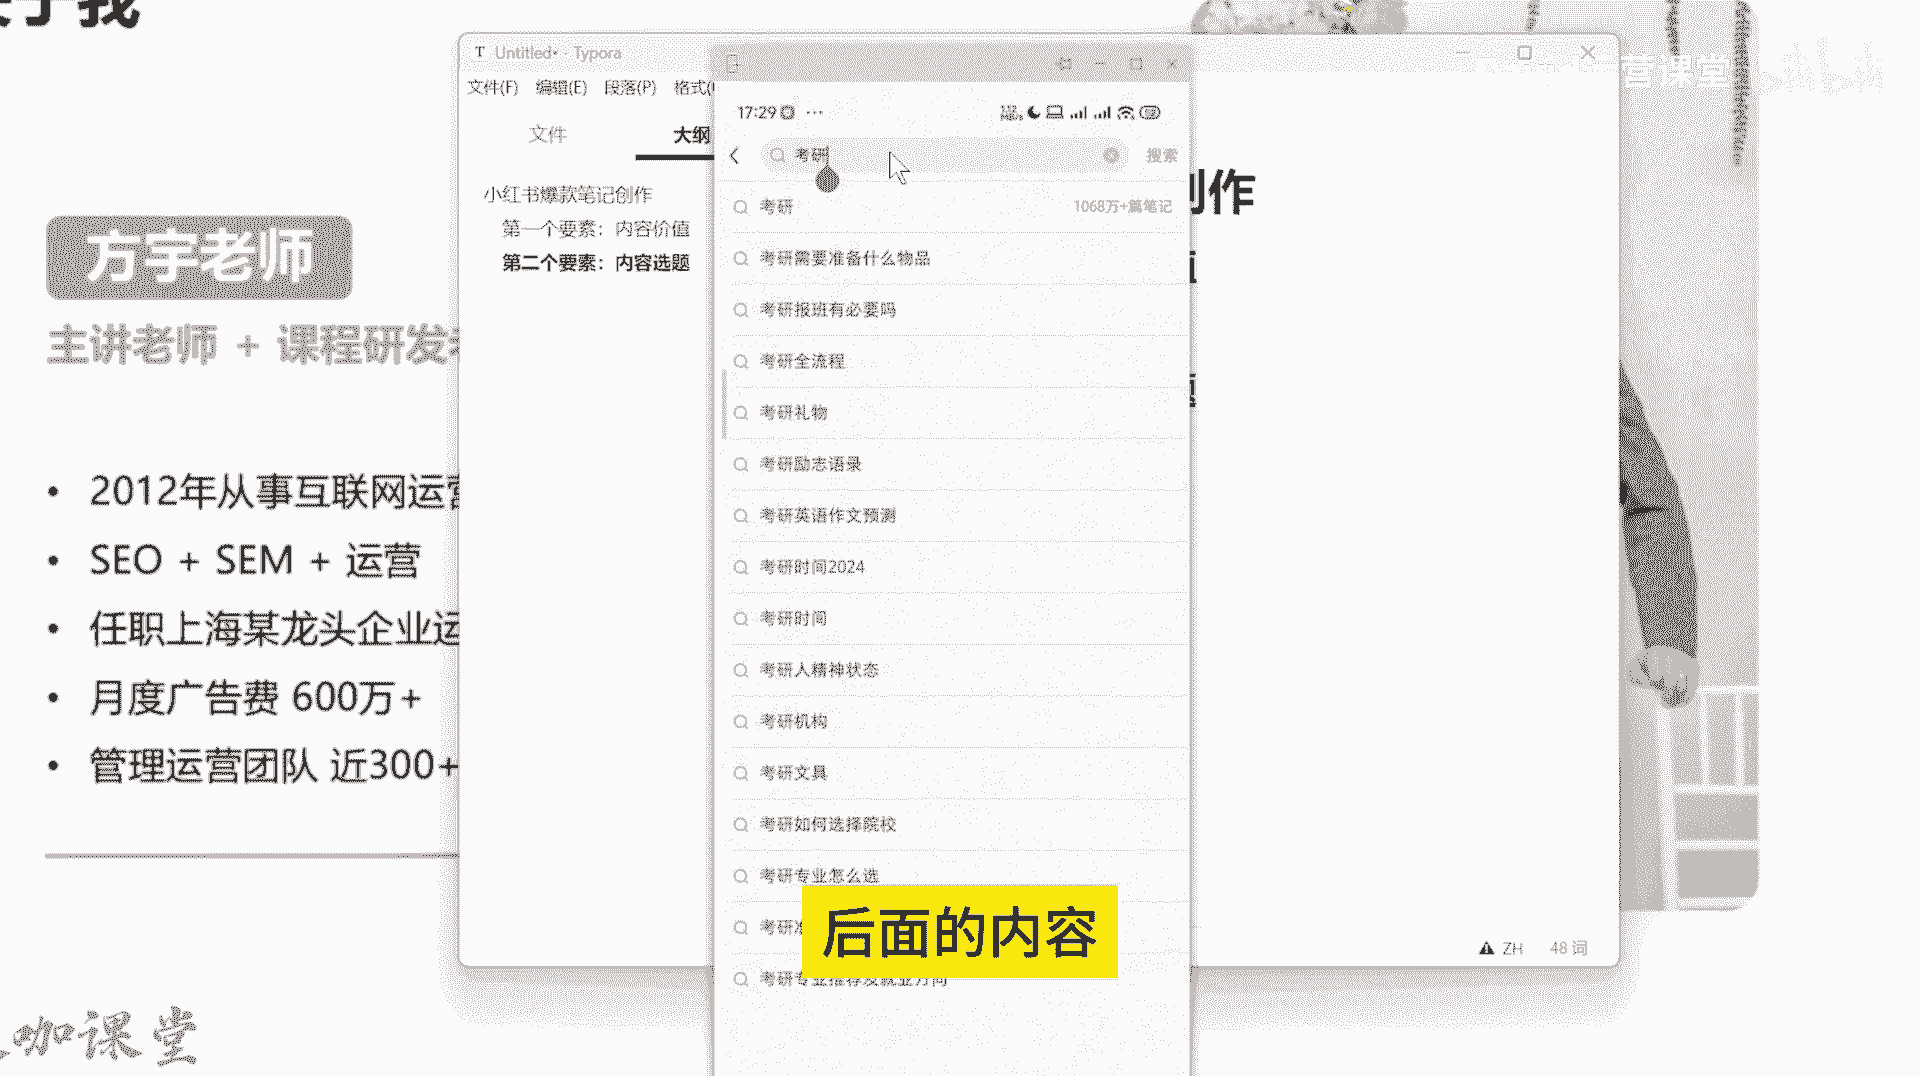 于我
方宇老师
主讲老师 + 课程研发
2012年从事互联网运营
SEO + SEM + 运营
任职上海某龙头企业运
月度广告费 600万+
管理运营团队 近300+
咖课堂
T Untitled• - Typora
文件(F) 编辑(E) 段落(P) 格式(
文件 大纲
小红书爆款笔记创作
第一个要素：内容价值
第二个要素：内容选题
17:29 ···
考研 搜索
考研 1068万+篇笔记
考研需要准备什么物品
考研报班有必要吗
考研全流程
考研礼物
考研励志语录
考研英语作文预测
考研时间2024
考研时间
考研人精神状态
考研机构
考研文具
考研如何选择院校
考研专业怎么选
考研
考研专业推荐及就业方向
后面的内容
创作
ZH 48 词
营课堂 bilibili